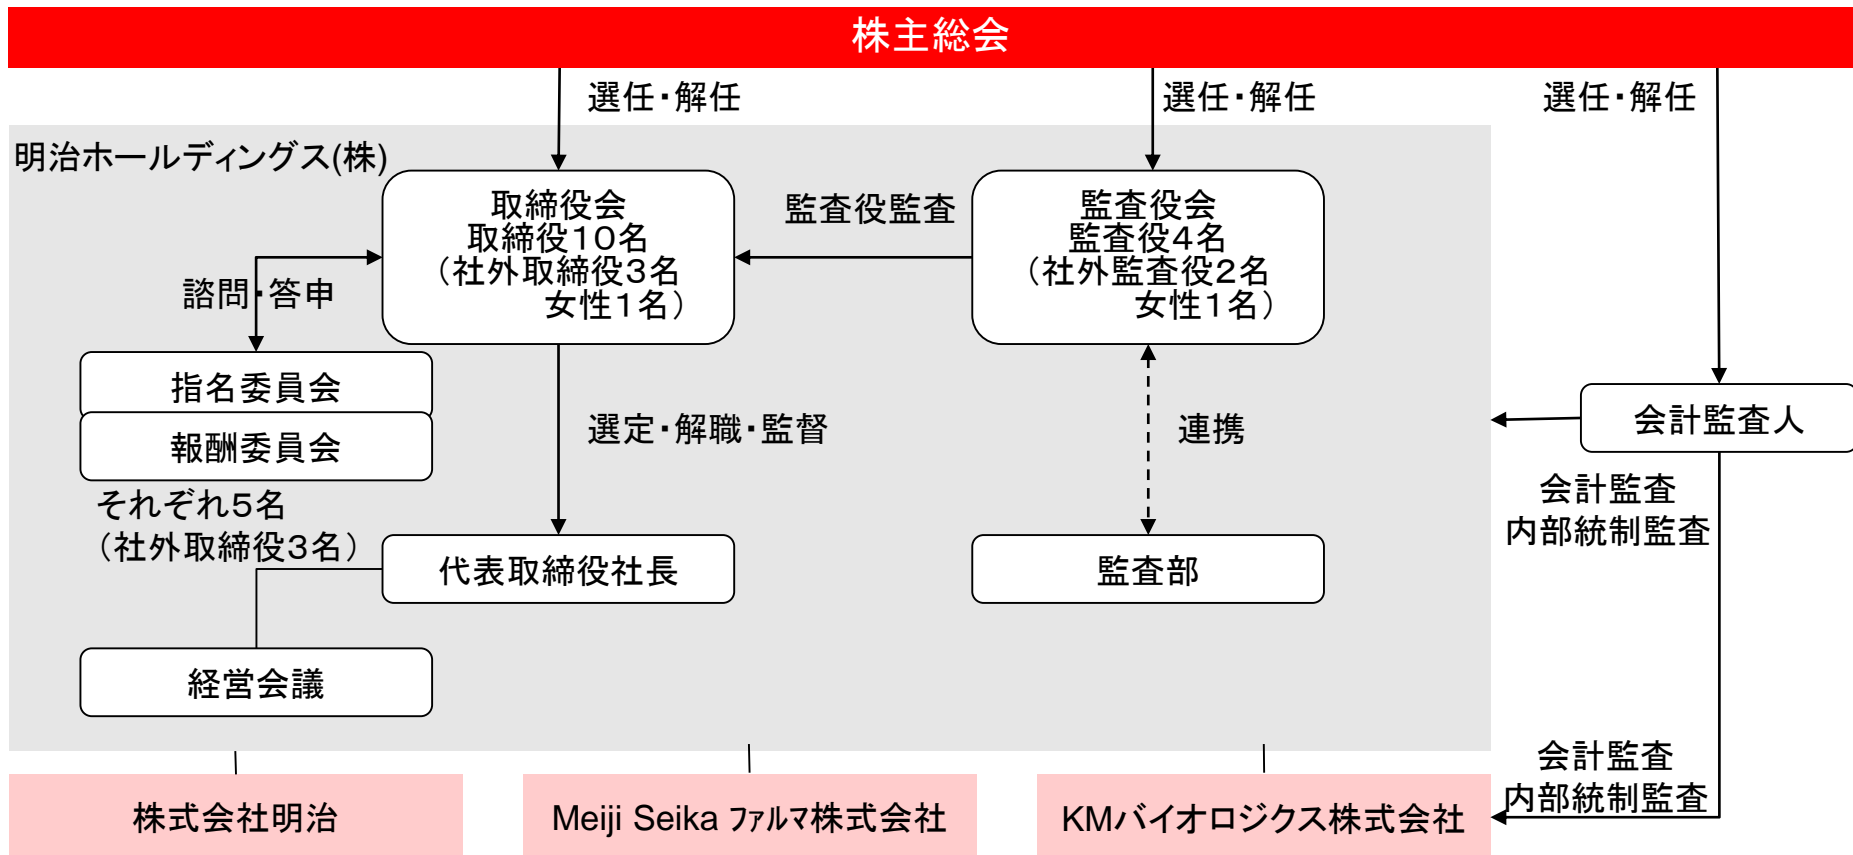 株主総会
選任・解任
選任・解任
選任・解任
明治ホールディングス(株)
取締役会
取締役10名
（社外取締役3名
女性1名）
監査役監査
監査役会
監査役4名
（社外監査役2名
女性1名）
諮問・答申
指名委員会
報酬委員会
それぞれ5名
（社外取締役3名）
選定・解職・監督
連携
会計監査人
会計監査
内部統制監査
代表取締役社長
監査部
経営会議
会計監査
内部統制監査
株式会社明治
Meiji Seika ファルマ株式会社
KMバイオロジクス株式会社